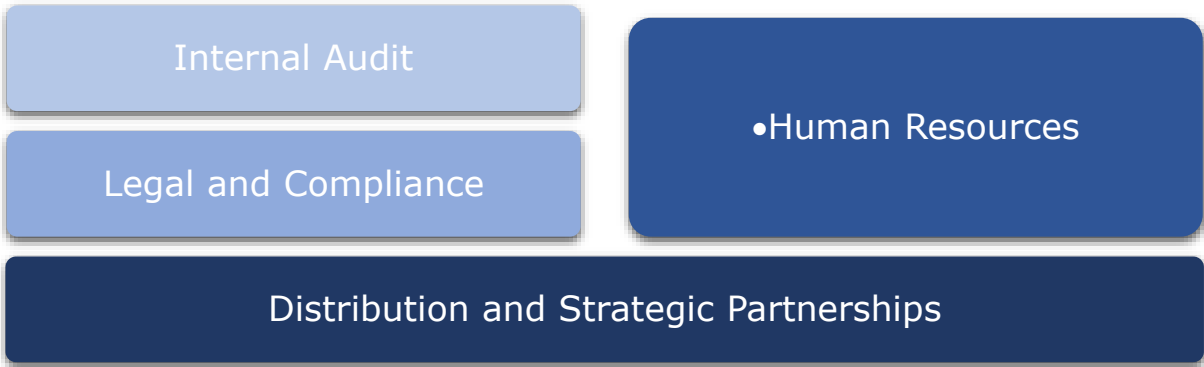 Internal Audit
Legal and Compliance
•Human Resources
Distribution and Strategic Partnerships